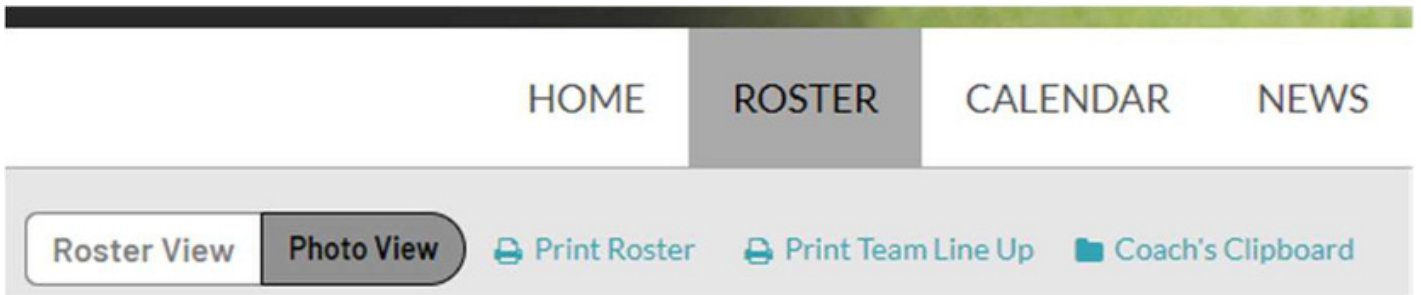 HOME ROSTER CALENDAR NEWS
Roster View Photo View Print Roster Print Team Line Up Coach's Clipboard